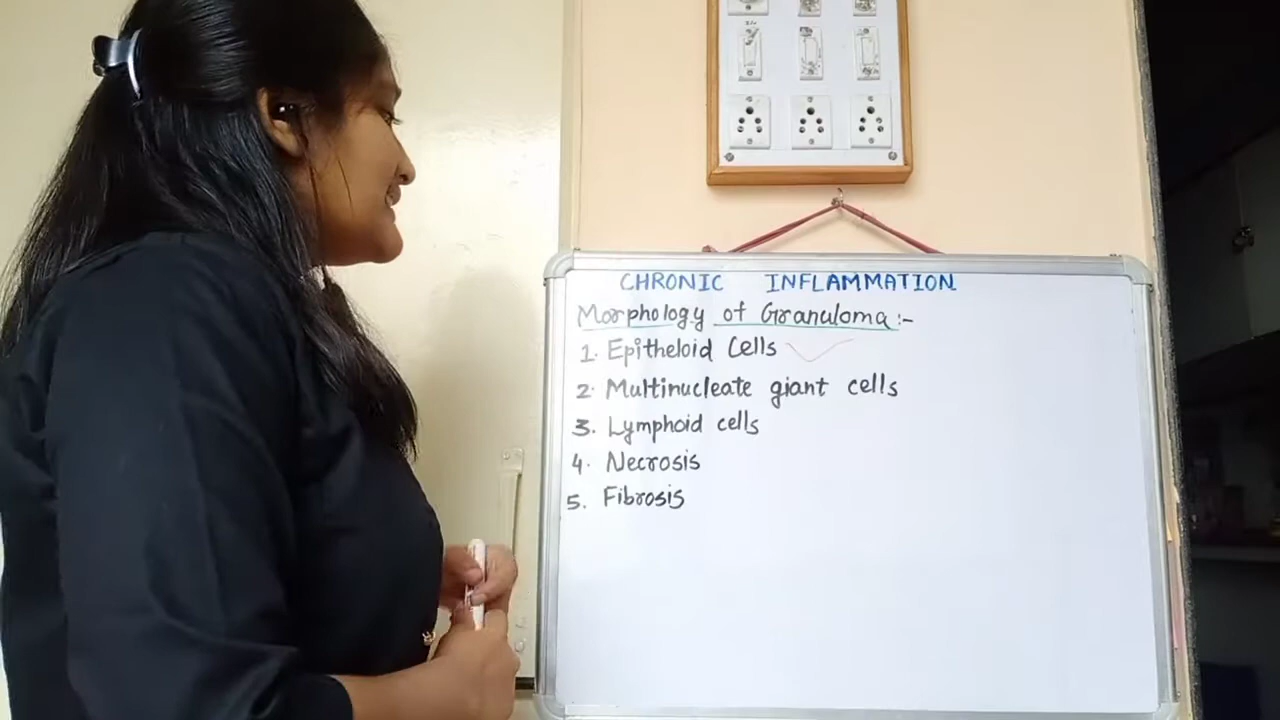 CHRONIC INFLAMMATION
Morphology of Granuloma :-
1. Epitheloid Cells
2. Multinucleate giant cells
3. Lymphoid cells
4. Necrosis
5. Fibrosis